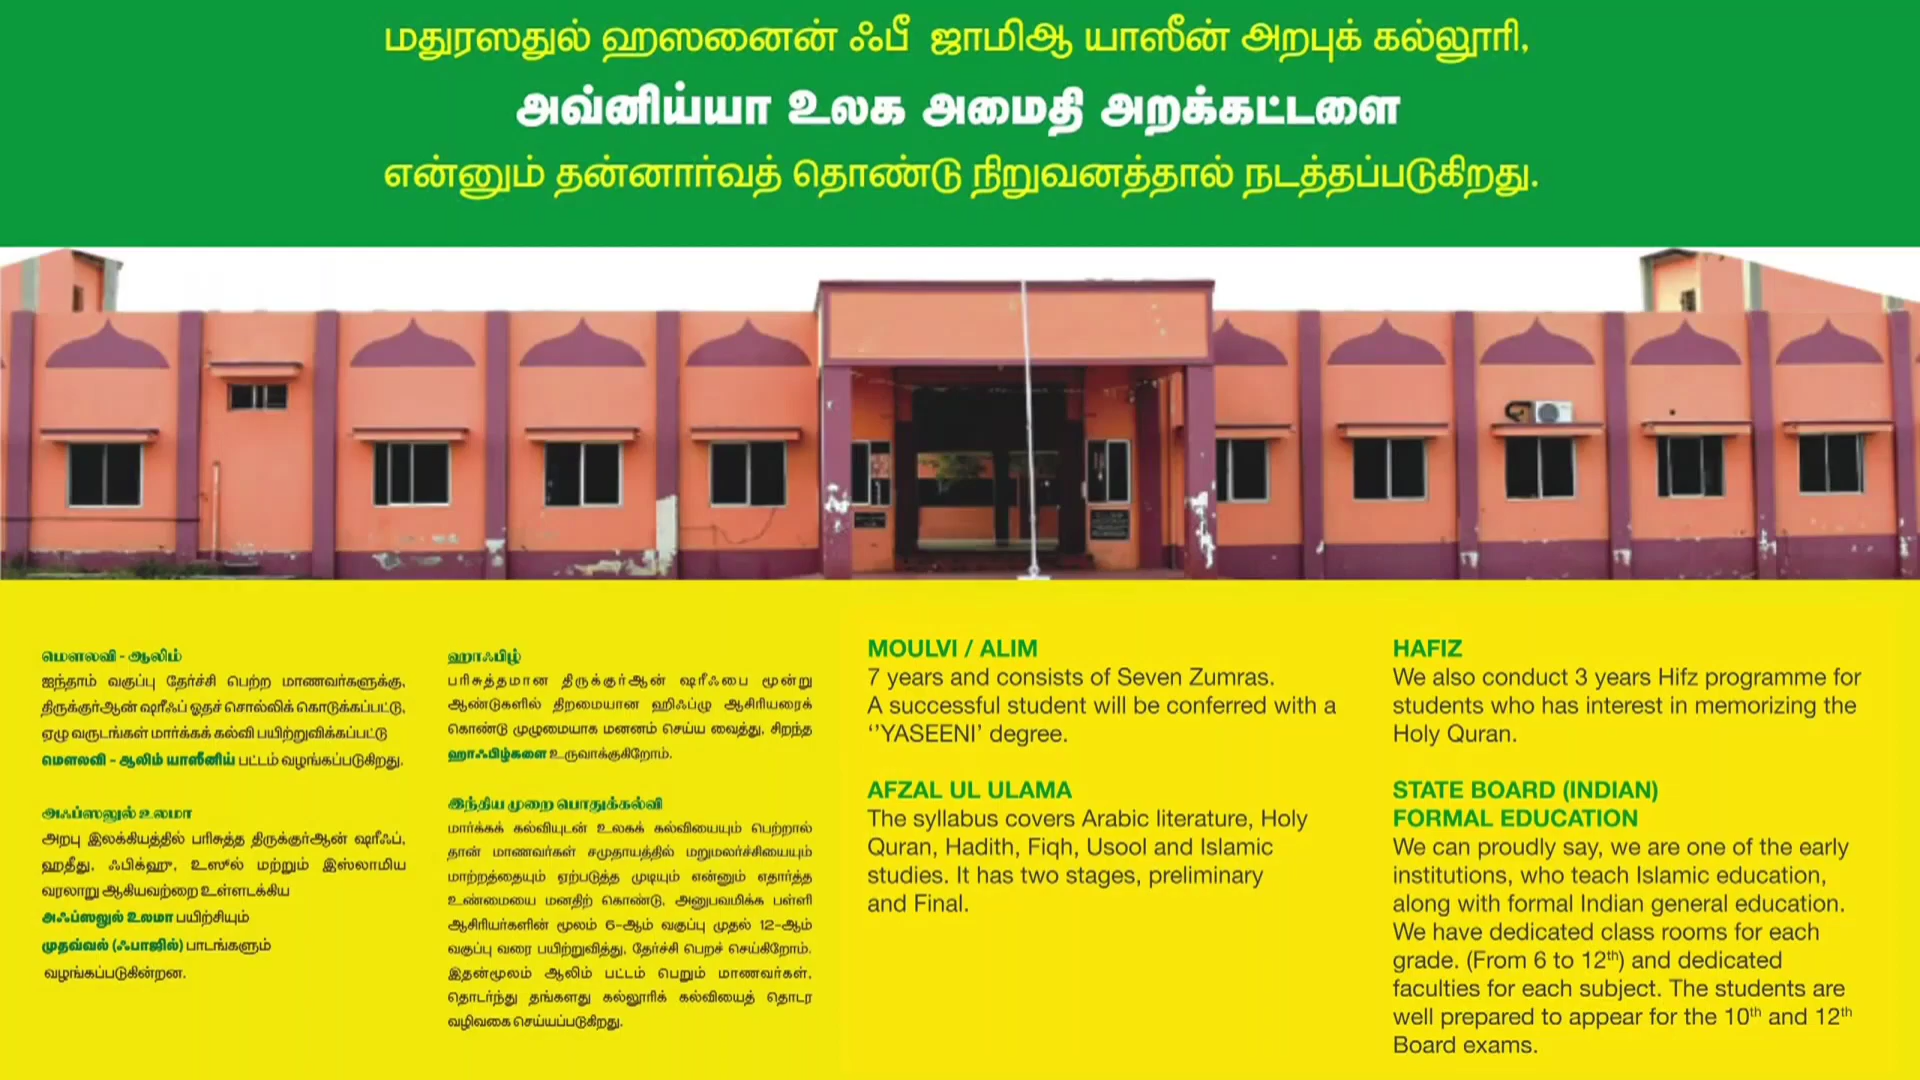 மதுரஸதுல் ஹஸனைன் ஃபீ ஜாமிஆ யாஸீன் அறபுக் கல்லூரி,
அவ்னிய்யா உலக அமைதி அறக்கட்டளை
என்னும் தன்னார்வத் தொண்டு நிறுவனத்தால் நடத்தப்படுகிறது.
மௌலவி - ஆலிம்
ஐந்தாம் வகுப்பு தேர்ச்சி பெற்ற மாணவர்களுக்கு,
திருக்குர்ஆன் ஷரீஃப் ஓதச் சொல்லிக் கொடுக்கப்பட்டு,
ஏழு வருடங்கள் மார்க்கக் கல்வி பயிற்றுவிக்கப்பட்டு
மௌலவி - ஆலிம் யாஸீனிய் பட்டம் வழங்கப்படுகிறது.
அஃப்ஸலுல் உலமா
அறபு இலக்கியத்தில் பரிசுத்த திருக்குர்ஆன் ஷரீஃப்,
ஹதீது, ஃபிக்ஹு, உஸூல் மற்றும் இஸ்லாமிய
வரலாறு ஆகியவற்றை உள்ளடக்கிய
அஃப்ஸலுல் உலமா பயிற்சியும்
முதவ்வல் (ஃபாஜில்) பாடங்களும்
வழங்கப்படுகின்றன.
ஹாஃபிழ்
பரிசுத்தமான திருக்குர்ஆன் ஷரீஃபை மூன்று
ஆண்டுகளில் திறமையான ஹிஃப்ழு ஆசிரியரைக்
கொண்டு முழுமையாக மனனம் செய்ய வைத்து, சிறந்த
ஹாஃபிழ்களை உருவாக்குகிறோம்.
இந்திய முறை பொதுக்கல்வி
மார்க்கக் கல்வியுடன் உலகக் கல்வியையும் பெற்றால்
தான் மாணவர்கள் சமுதாயத்தில் மறுமலர்ச்சியையும்
மாற்றத்தையும் ஏற்படுத்த முடியும் என்னும் எதார்த்த
உண்மையை மனதிற் கொண்டு, அனுபவமிக்க பள்ளி
ஆசிரியர்களின் மூலம் 6-ஆம் வகுப்பு முதல் 12-ஆம்
வகுப்பு வரை பயிற்றுவித்து, தேர்ச்சி பெறச் செய்கிறோம்.
இதன்மூலம் ஆலிம் பட்டம் பெறும் மாணவர்கள்,
தொடர்ந்து தங்களது கல்லூரிக் கல்வியைத் தொடர
வழிவகை செய்யப்படுகிறது.
MOULVI / ALIM
7 years and consists of Seven Zumras.
A successful student will be conferred with a
‘’YASEENI’ degree.
AFZAL UL ULAMA
The syllabus covers Arabic literature, Holy
Quran, Hadith, Fiqh, Usool and Islamic
studies. It has two stages, preliminary
and Final.
HAFIZ
We also conduct 3 years Hifz programme for
students who has interest in memorizing the
Holy Quran.
STATE BOARD (INDIAN)
FORMAL EDUCATION
We can proudly say, we are one of the early
institutions, who teach Islamic education,
along with formal Indian general education.
We have dedicated class rooms for each
grade. (From 6 to 12th) and dedicated
faculties for each subject. The students are
well prepared to appear for the 10th and 12th
Board exams.